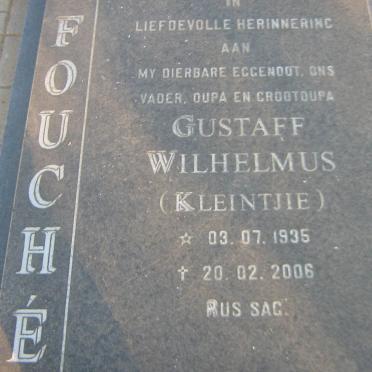 FOUCHÉ
IN
LIEFDEVOLLE HERINNERING
AAN
MY DIERBARE EGGENOOT, ONS
VADER, OUPA EN GROOTOUPA
GUSTAFF
WILHELMUS
(KLEINTJIE)
☆ 03. 07. 1935
† 20. 02. 2006
RUS SAG.